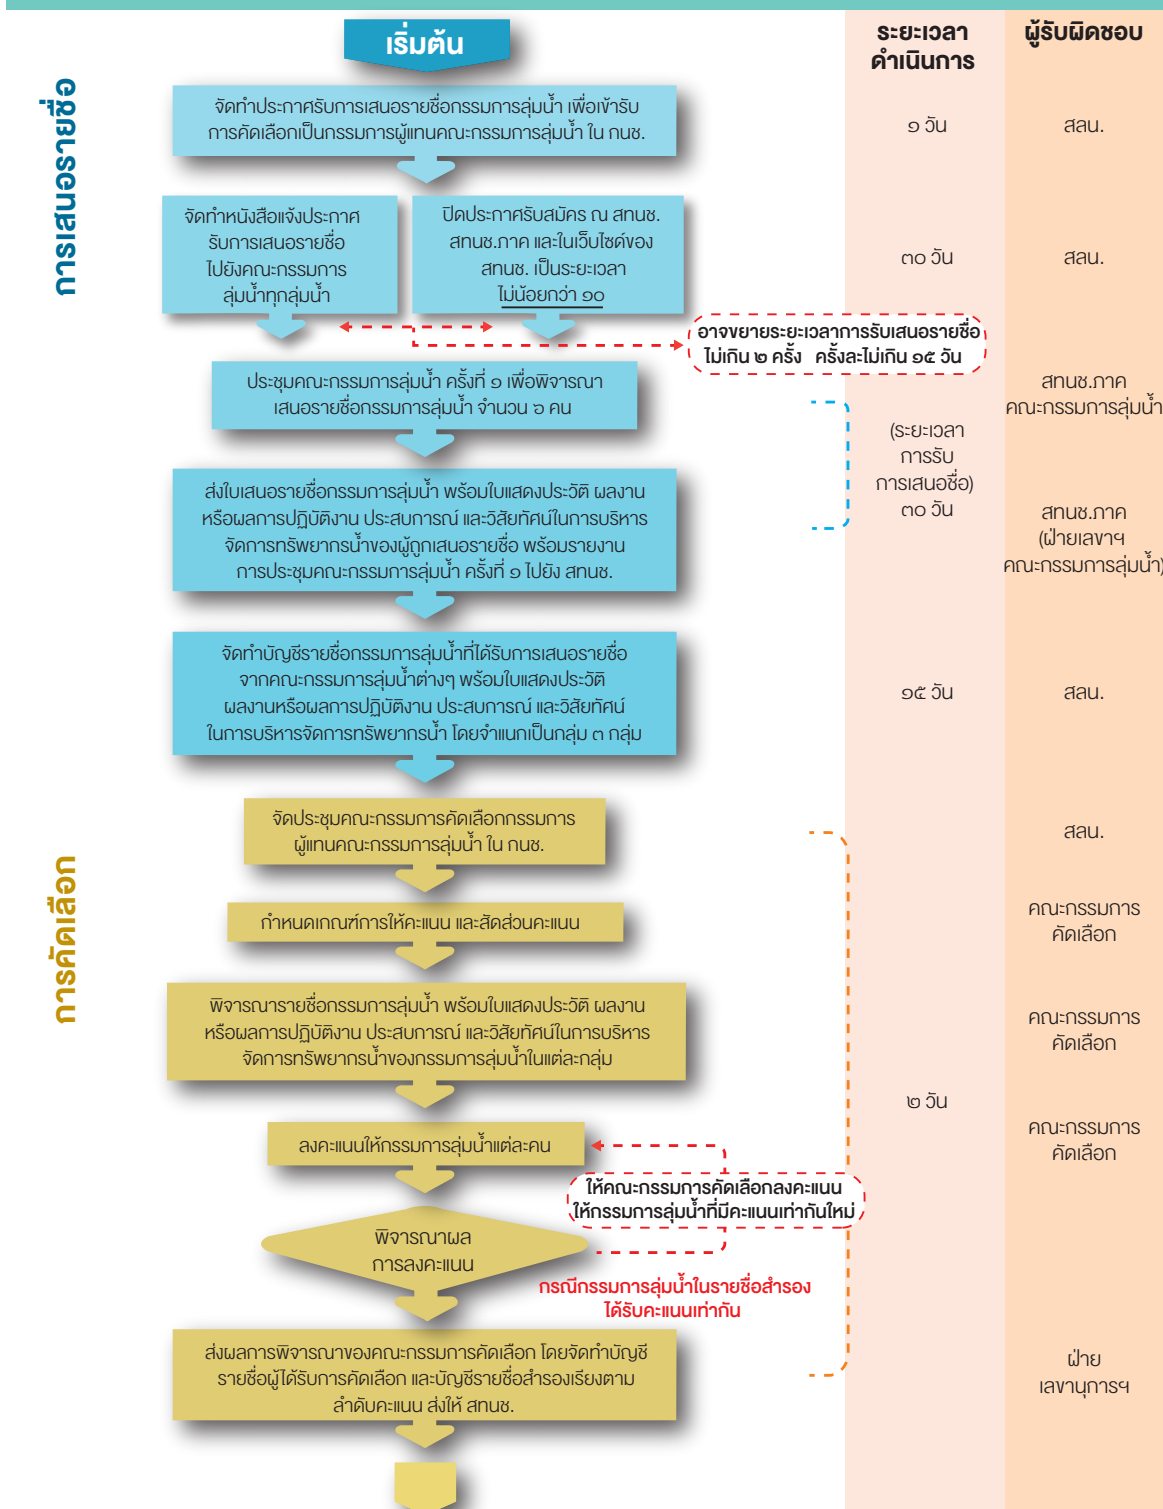 เริ่มต้น
ระยะเวลา
ดำเนินการ
ผู้รับผิดชอบ
การเสนอรายชื่อ
จัดทำประกาศรับการเสนอรายชื่อกรรมการลุ่มน้ำ เพื่อเข้ารับ
การคัดเลือกเป็นกรรมการผู้แทนคณะกรรมการลุ่มน้ำ ใน กนช.
๑ วัน
สลน.
จัดทำหนังสือแจ้งประกาศ
รับการเสนอรายชื่อ
ไปยังคณะกรรมการ
ลุ่มน้ำทุกลุ่มน้ำ
ปิดประกาศรับสมัคร ณ สทนช.
สทนช.ภาค และในเว็บไซต์ของ
สทนช. เป็นระยะเวลา
ไม่น้อยกว่า ๑๐
๓๐ วัน
สลน.
อาจขยายระยะเวลาการรับเสนอรายชื่อ
ไม่เกิน ๒ ครั้ง ครั้งละไม่เกิน ๑๕ วัน
ประชุมคณะกรรมการลุ่มน้ำ ครั้งที่ ๑ เพื่อพิจารณา
เสนอรายชื่อกรรมการลุ่มน้ำ จำนวน ๖ คน
สทนช.ภาค
คณะกรรมการลุ่มน้ำ
(ระยะเวลา
การรับ
การเสนอชื่อ)
๓๐ วัน
ส่งใบเสนอรายชื่อกรรมการลุ่มน้ำ พร้อมใบแสดงประวัติ ผลงาน
หรือผลการปฏิบัติงาน ประสบการณ์ และวิสัยทัศน์ในการบริหาร
จัดการทรัพยากรน้ำของผู้ถูกเสนอรายชื่อ พร้อมรายงาน
การประชุมคณะกรรมการลุ่มน้ำ ครั้งที่ ๑ ไปยัง สทนช.
สทนช.ภาค
(ฝ่ายเลขาฯ
คณะกรรมการลุ่มน้ำ)
จัดทำบัญชีรายชื่อกรรมการลุ่มน้ำที่ได้รับการเสนอรายชื่อ
จากคณะกรรมการลุ่มน้ำต่างๆ พร้อมใบแสดงประวัติ
ผลงานหรือผลการปฏิบัติงาน ประสบการณ์ และวิสัยทัศน์
ในการบริหารจัดการทรัพยากรน้ำ โดยจำแนกเป็นกลุ่ม ๓ กลุ่ม
๑๕ วัน
สลน.
การคัดเลือก
จัดประชุมคณะกรรมการคัดเลือกกรรมการ
ผู้แทนคณะกรรมการลุ่มน้ำ ใน กนช.
สลน.
กำหนดเกณฑ์การให้คะแนน และสัดส่วนคะแนน
คณะกรรมการ
คัดเลือก
พิจารณารายชื่อกรรมการลุ่มน้ำ พร้อมใบแสดงประวัติ ผลงาน
หรือผลการปฏิบัติงาน ประสบการณ์ และวิสัยทัศน์ในการบริหาร
จัดการทรัพยากรน้ำของกรรมการลุ่มน้ำในแต่ละกลุ่ม
คณะกรรมการ
คัดเลือก
๒ วัน
ลงคะแนนให้กรรมการลุ่มน้ำแต่ละคน
คณะกรรมการ
คัดเลือก
ให้คณะกรรมการคัดเลือกลงคะแนน
ให้กรรมการลุ่มน้ำที่มีคะแนนเท่ากันใหม่
พิจารณาผล
การลงคะแนน
กรณีกรรมการลุ่มน้ำในรายชื่อสำรอง
ได้รับคะแนนเท่ากัน
ส่งผลการพิจารณาของคณะกรรมการคัดเลือก โดยจัดทำบัญชี
รายชื่อผู้ได้รับการคัดเลือก และบัญชีรายชื่อสำรองเรียงตาม
ลำดับคะแนน ส่งให้ สทนช.
ฝ่าย
เลขานุการฯ